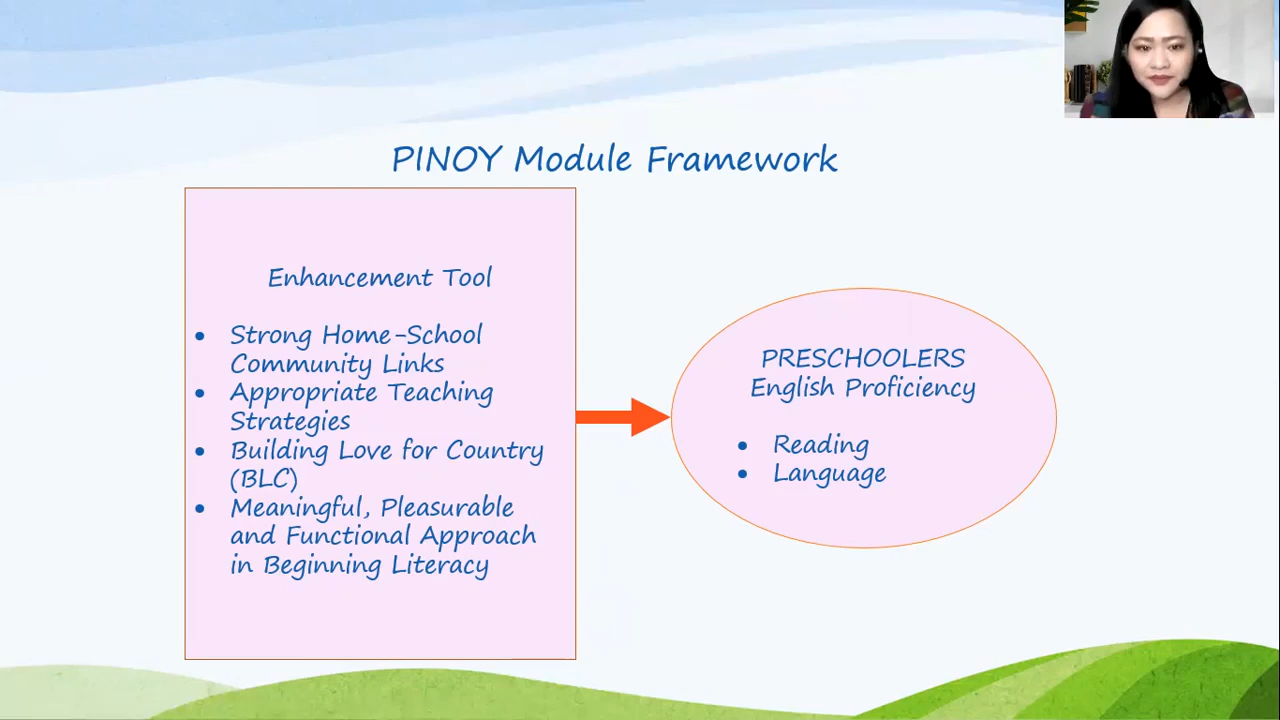 PINOY Module Framework
Enhancement Tool
• Strong Home-School
Community Links
• Appropriate Teaching
Strategies
• Building Love for Country
(BLC)
• Meaningful, Pleasurable
and Functional Approach
in Beginning Literacy
PRESCHOOLERS
English Proficiency
• Reading
• Language